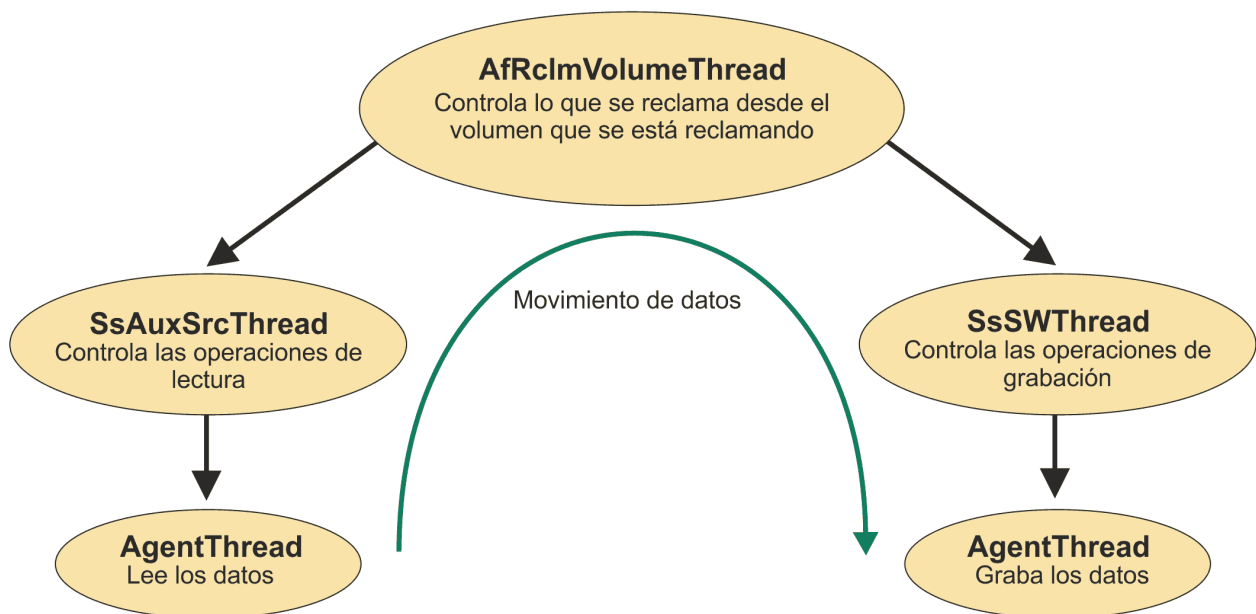 AfRclmVolumeThread
Controla lo que se reclama desde el
volumen que se está reclamando
Movimiento de datos
SsAuxSrcThread
Controla las operaciones de
lectura
SsSWThread
Controla las operaciones de
grabación
AgentThread
Lee los datos
AgentThread
Graba los datos